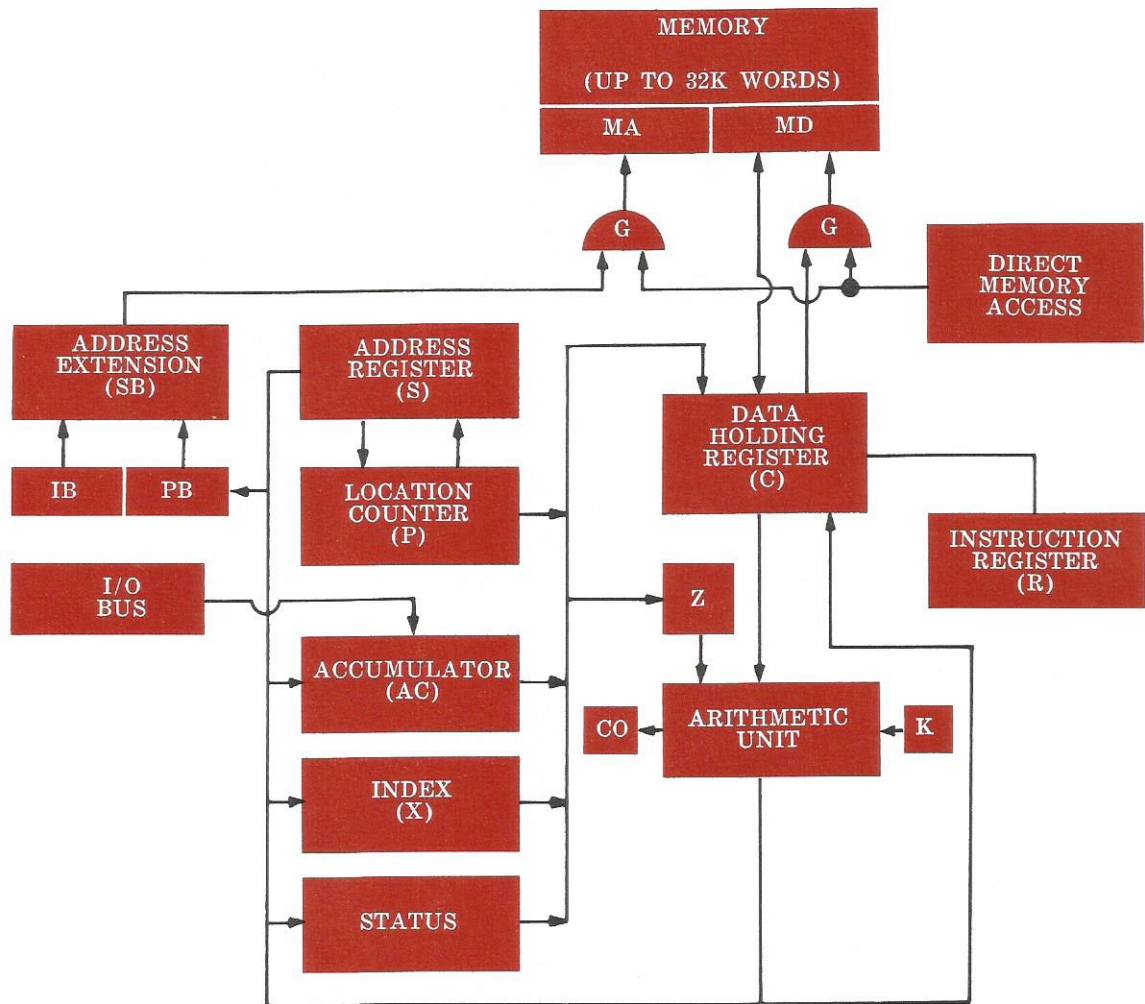 MEMORY
(UP TO 32K WORDS)
MA
MD
G
G
DIRECT
MEMORY
ACCESS
ADDRESS
EXTENSION
(SB)
ADDRESS
REGISTER
(S)
DATA
HOLDING
REGISTER
(C)
IB
PB
LOCATION
COUNTER
(P)
INSTRUCTION
REGISTER
(R)
I/O
BUS
Z
ACCUMULATOR
(AC)
CO
ARITHMETIC
UNIT
K
INDEX
(X)
STATUS